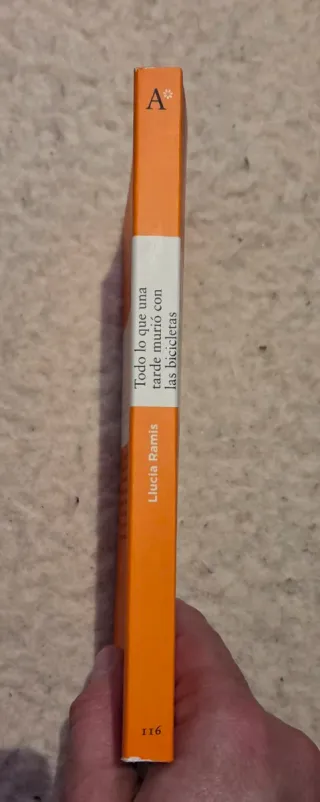 A*
Todo lo que una
tarde murió con
las bicicletas
Llucia Ramis
116